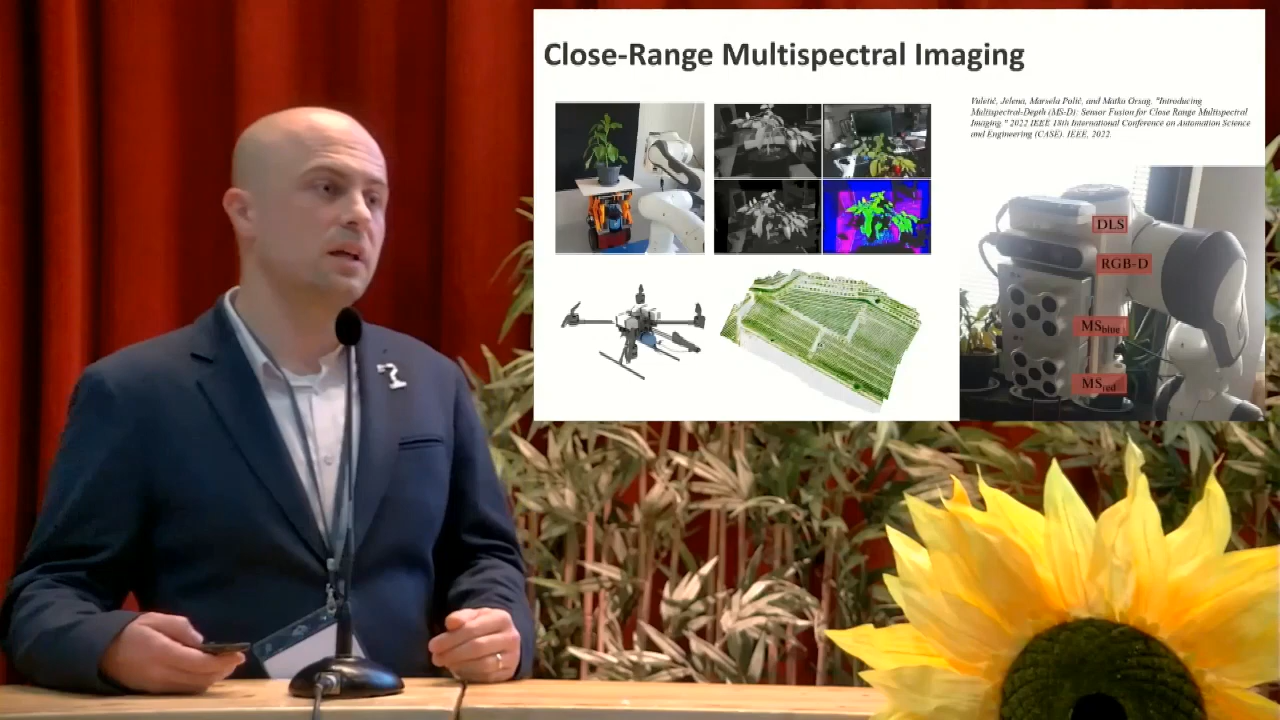 Close-Range Multispectral Imaging
Vuletić, Jelena, Marsela Polić, and Matko Orsag. "Introducing
Multispectral-Depth (MS-D): Sensor Fusion for Close Range Multispectral
Imaging." 2022 IEEE 18th International Conference on Automation Science
and Engineering (CASE). IEEE, 2022.
DLS
RGB-D
MSblue
MSred